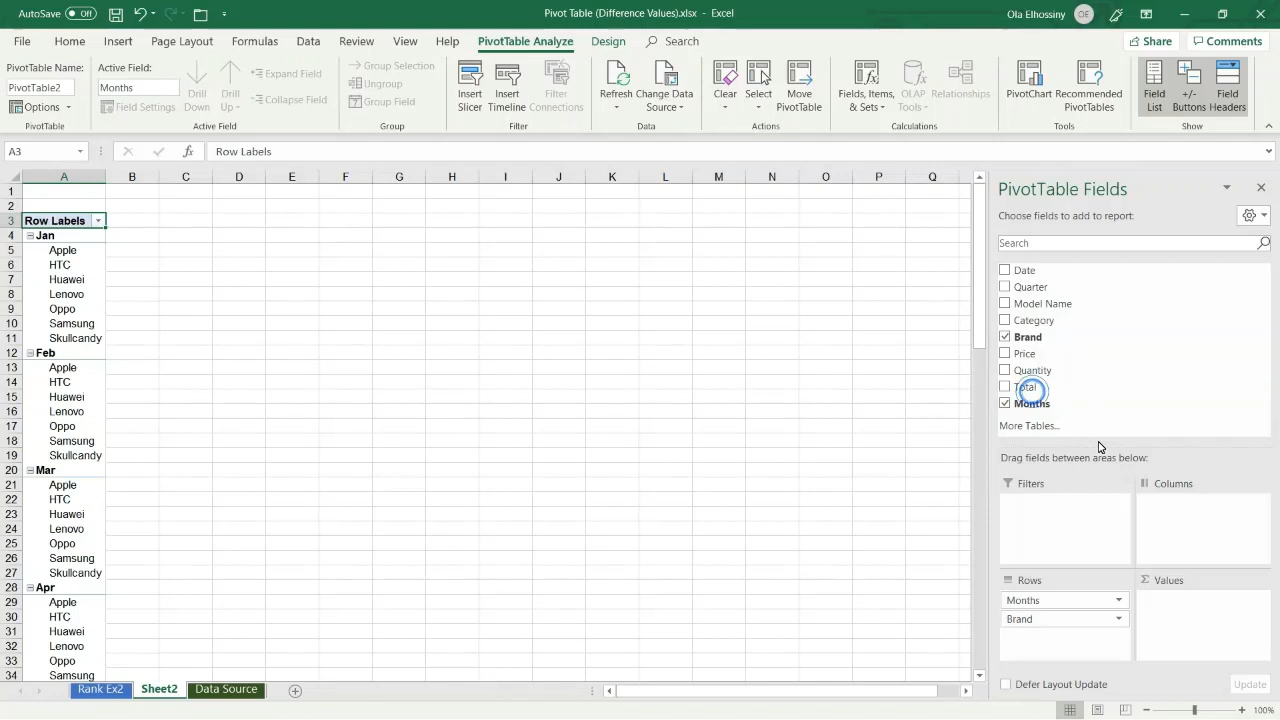 AutoSave Off Pivot Table (Difference Values).xlsx - Excel Ola Elhossiny OE
File Home Insert Page Layout Formulas Data Review View Help PivotTable Analyze Design Search Share Comments
PivotTable Name: PivotTable2 Options PivotTable
Active Field: Months Field Settings Drill Down Drill Up Expand Field Collapse Field Active Field
Group Selection Ungroup Group Field Group
Insert Slicer Insert Timeline Filter Connections Filter
Refresh Change Data Source Data
Clear Select Move PivotTable Actions
Fields, Items, & Sets OLAP Tools Relationships Calculations
PivotChart Recommended PivotTables Tools
Field List +/- Buttons Field Headers Show
A3 fx Row Labels
A B C D E F G H I J K L M N O P Q
1
2
3 Row Labels
4 Jan
5 Apple
6 HTC
7 Huawei
8 Lenovo
9 Oppo
10 Samsung
11 Skullcandy
12 Feb
13 Apple
14 HTC
15 Huawei
16 Lenovo
17 Oppo
18 Samsung
19 Skullcandy
20 Mar
21 Apple
22 HTC
23 Huawei
24 Lenovo
25 Oppo
26 Samsung
27 Skullcandy
28 Apr
29 Apple
30 HTC
31 Huawei
32 Lenovo
33 Oppo
34 Samsung
PivotTable Fields
Choose fields to add to report:
Search
Date
Quarter
Model Name
Category
Brand
Price
Quantity
Total
Months
More Tables...
Drag fields between areas below:
Filters Columns
Rows Σ Values
Months
Brand
Defer Layout Update Update
Rank Ex2 Sheet2 Data Source
100%